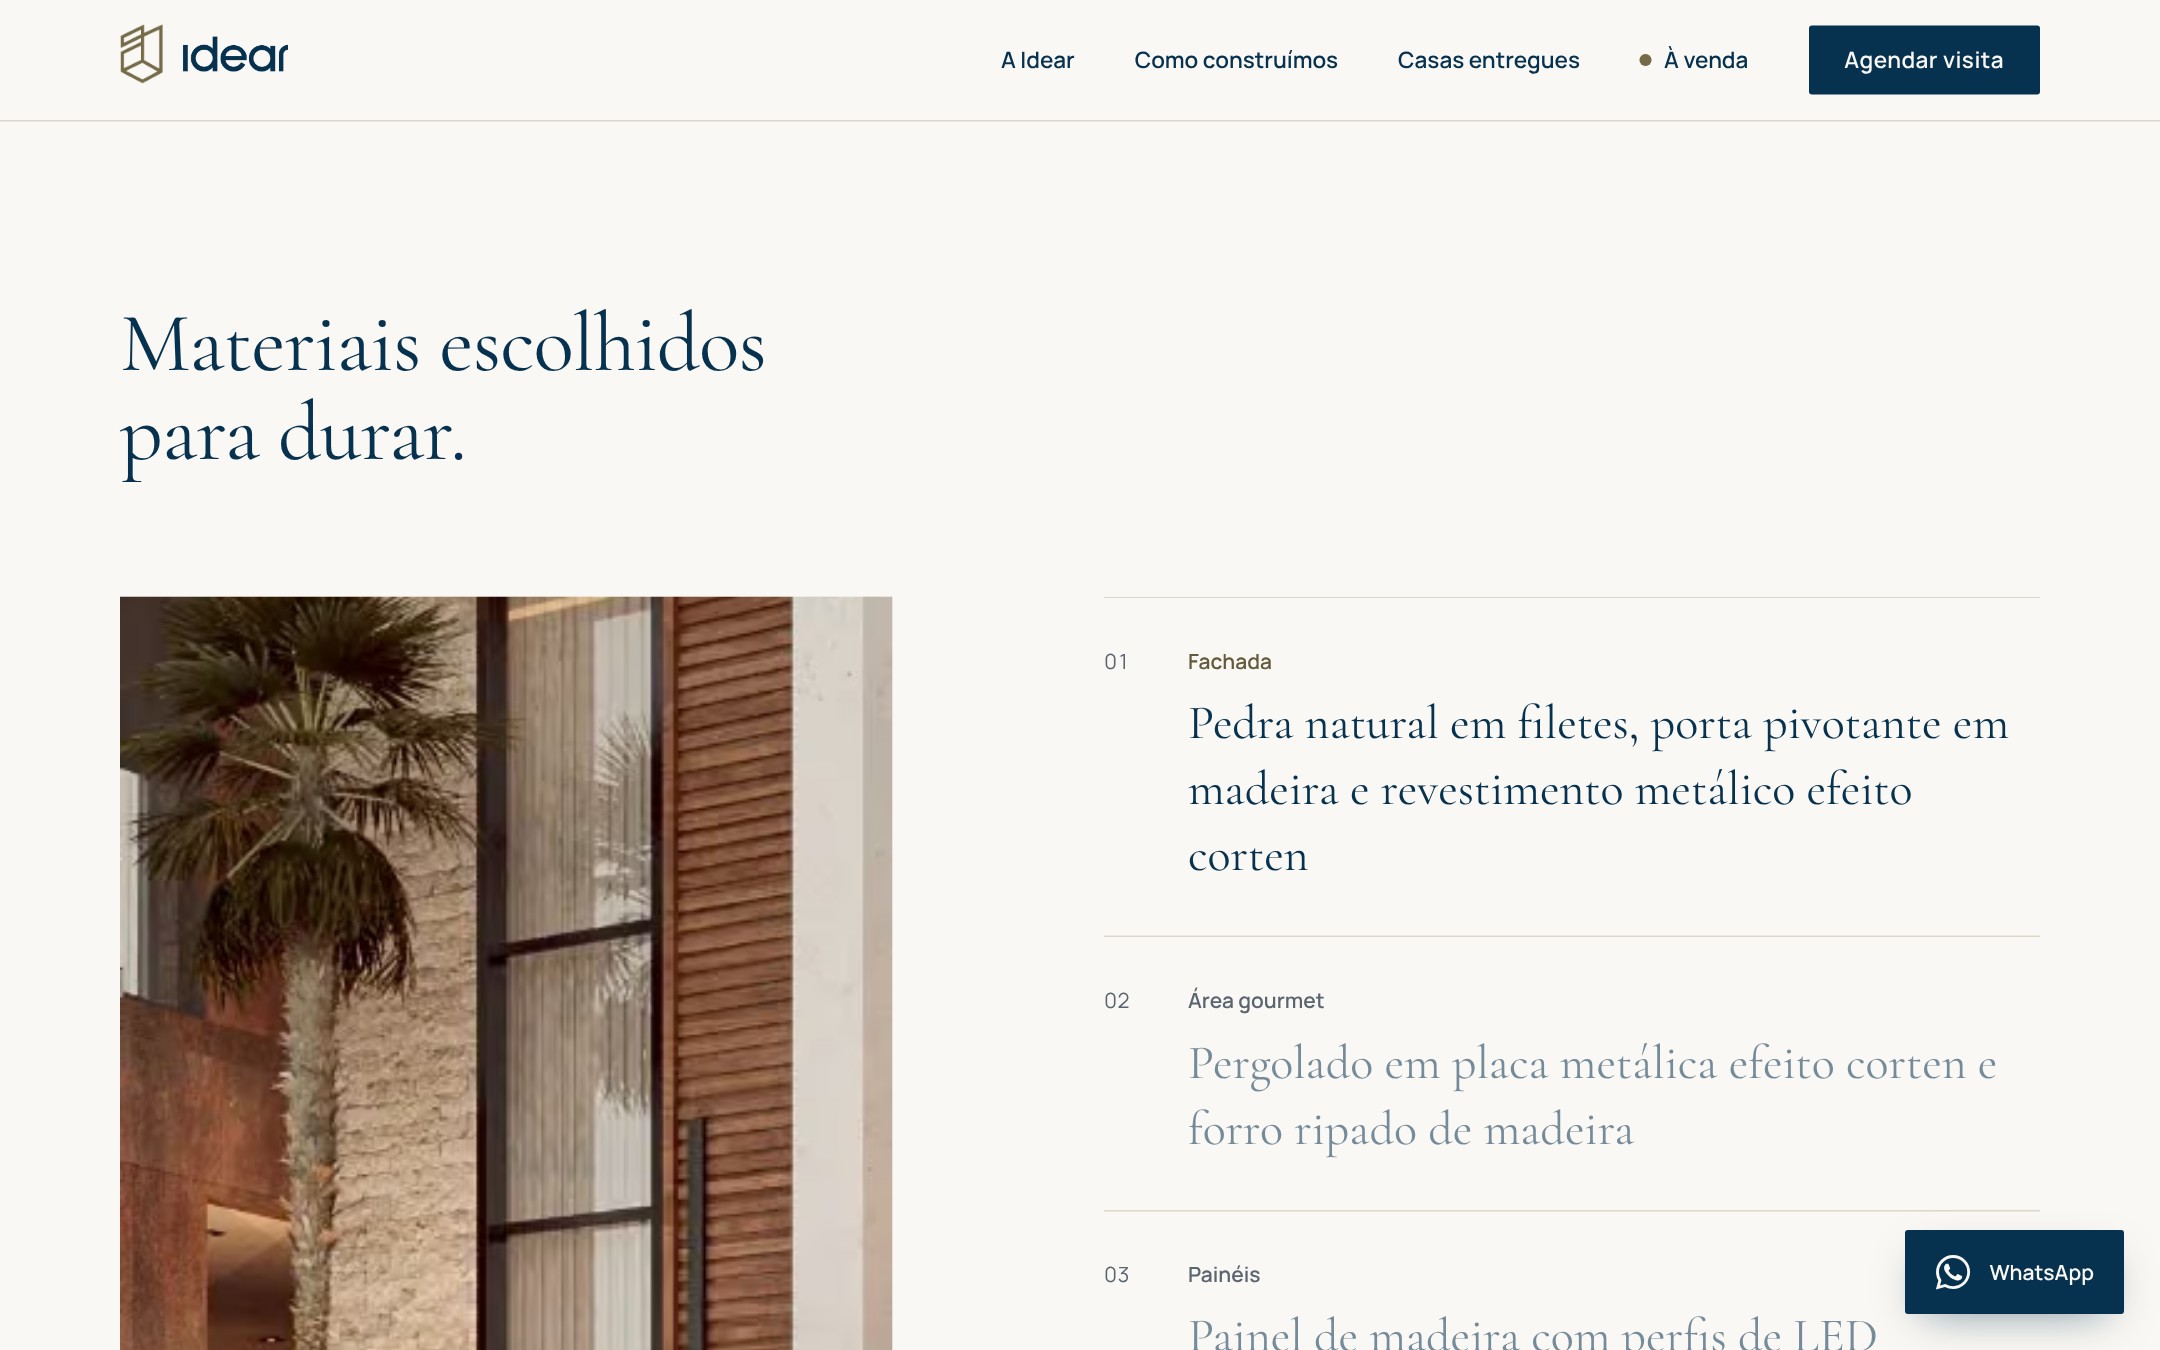 idear
A Idear
Como construímos
Casas entregues
À venda
Agendar visita
Materiais escolhidos
para durar.
01
Fachada
Pedra natural em filetes, porta pivotante em
madeira e revestimento metálico efeito
corten
02
Área gourmet
Pergolado em placa metálica efeito corten e
forro ripado de madeira
03
Painéis
Painel de madeira com perfis de LED
WhatsApp